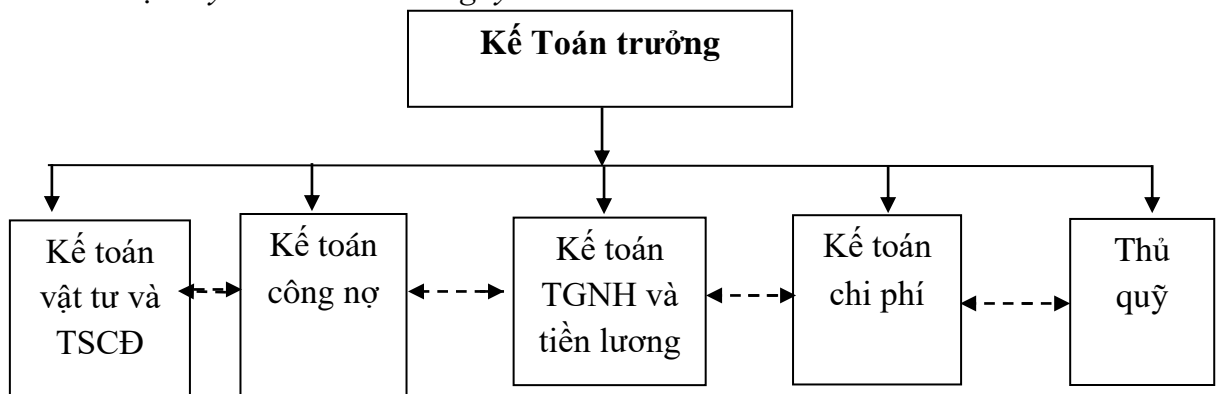 Kế Toán trưởng
Kế toán
vật tư và
TSCĐ
Kế toán
công nợ
Kế toán
TGNH và
tiền lương
Kế toán
chi phí
Thủ
quỹ